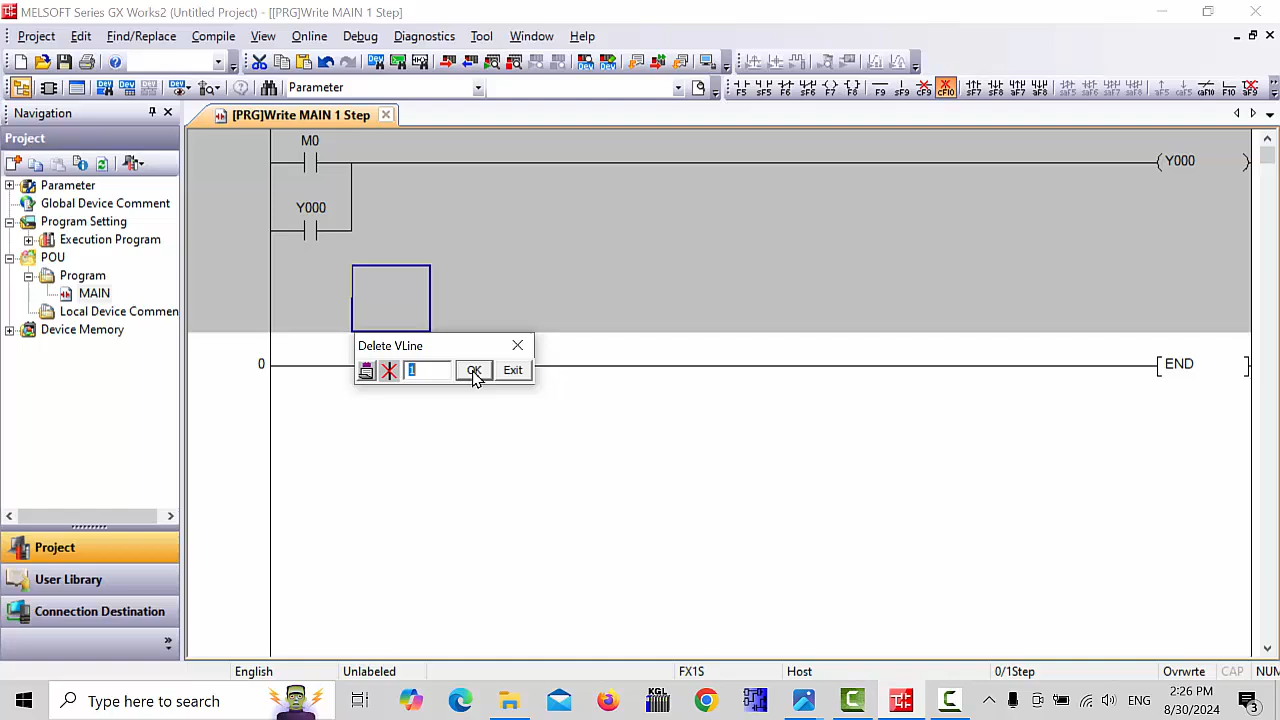 MELSOFT Series GX Works2 (Untitled Project) - [[PRG]Write MAIN 1 Step]
Project Edit Find/Replace Compile View Online Debug Diagnostics Tool Window Help
Parameter
Navigation
[PRG]Write MAIN 1 Step
Project
Parameter
Global Device Comment
Program Setting
Execution Program
POU
Program
MAIN
Local Device Commen
Device Memory
M0
Y000
Y000
Delete VLine
1 OK Exit
0
END
Project
User Library
Connection Destination
English Unlabeled FX1S Host 0/1Step Ovrwrte CAP NUM
Type here to search
KGL
ENG
2:26 PM
8/30/2024
3